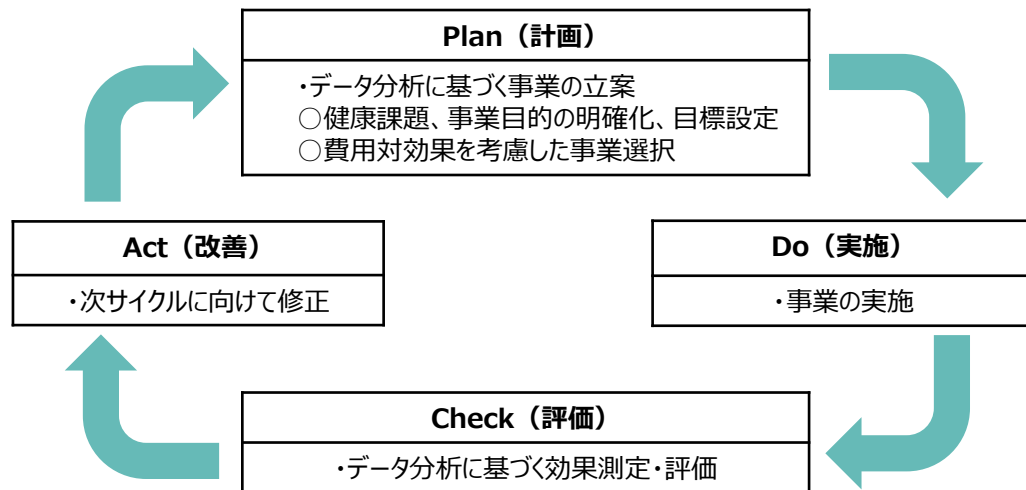 Plan（計画）
・データ分析に基づく事業の立案
○健康課題、事業目的の明確化、目標設定
○費用対効果を考慮した事業選択
Act（改善）
・次サイクルに向けて修正
Do（実施）
・事業の実施
Check（評価）
・データ分析に基づく効果測定・評価